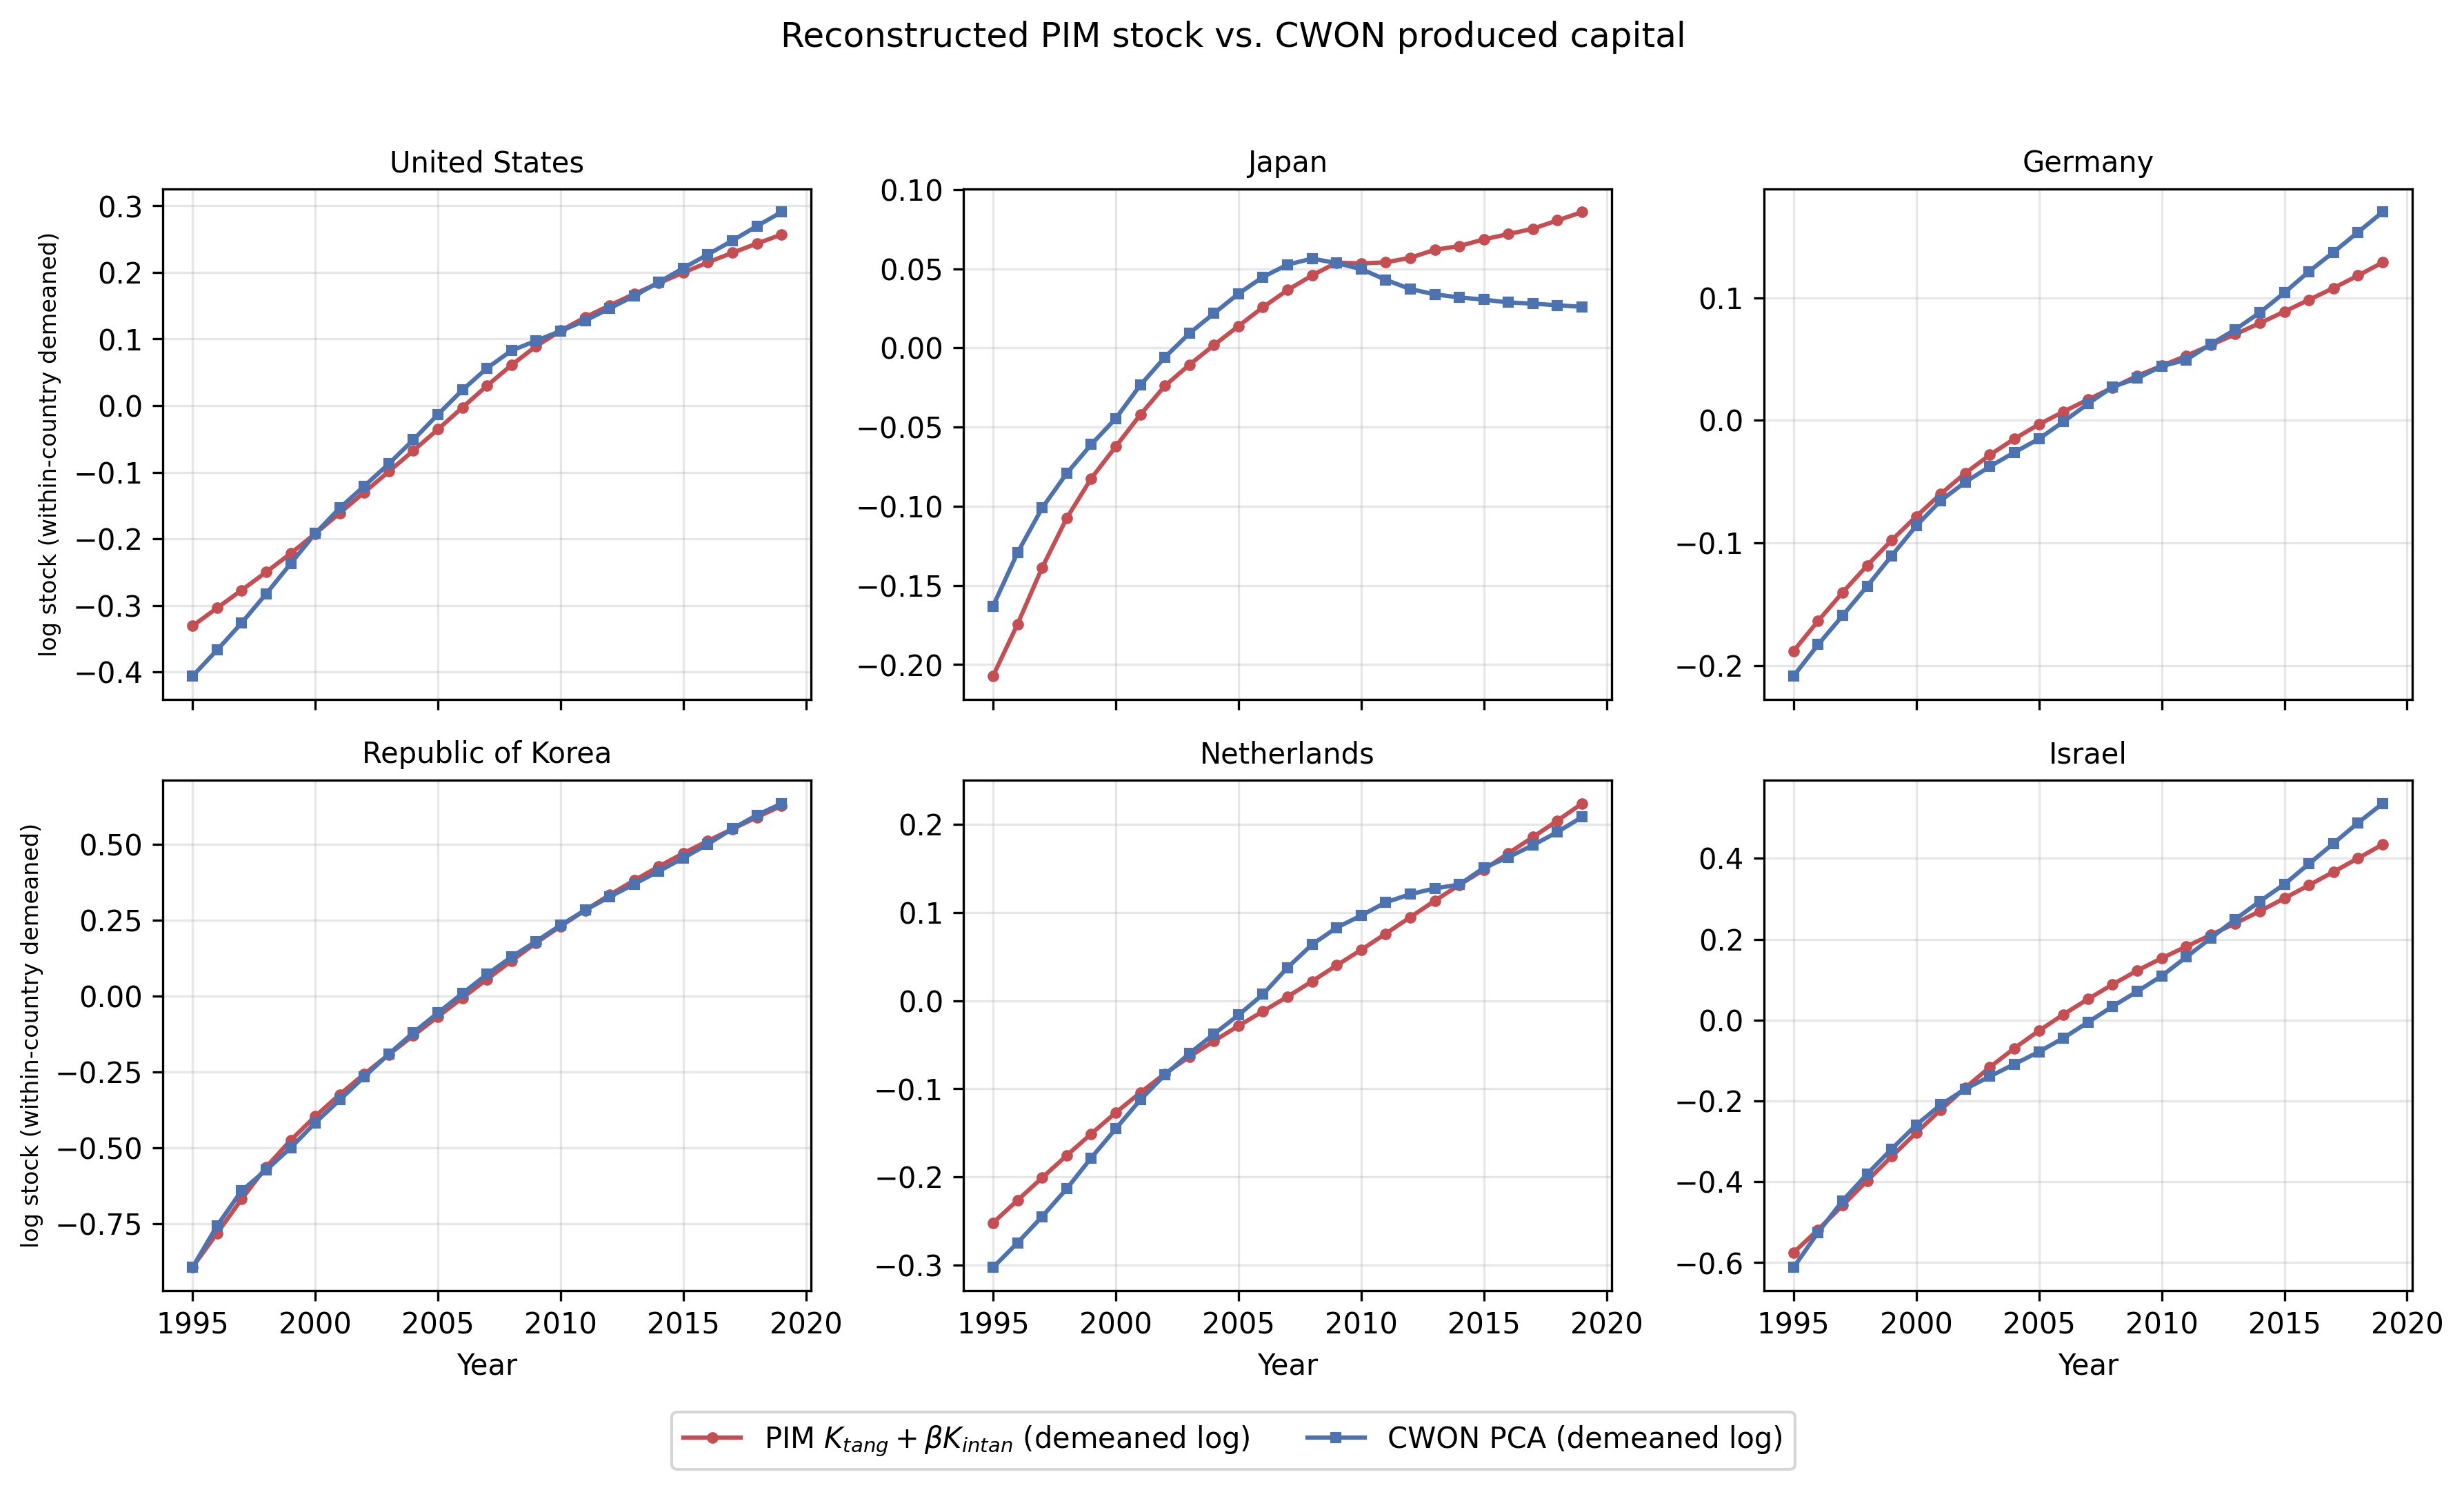 Reconstructed PIM stock vs. CWON produced capital
United States
log stock (within-country demeaned)
0.3
0.2
0.1
0.0
−0.1
−0.2
−0.3
−0.4
Japan
0.10
0.05
0.00
−0.05
−0.10
−0.15
−0.20
Germany
0.1
0.0
−0.1
−0.2
Republic of Korea
log stock (within-country demeaned)
0.50
0.25
0.00
−0.25
−0.50
−0.75
1995 2000 2005 2010 2015 2020
Year
Netherlands
0.2
0.1
0.0
−0.1
−0.2
−0.3
1995 2000 2005 2010 2015 2020
Year
Israel
0.4
0.2
0.0
−0.2
−0.4
−0.6
1995 2000 2005 2010 2015 2020
Year
PIM K_tang + βK_intan (demeaned log)
CWON PCA (demeaned log)